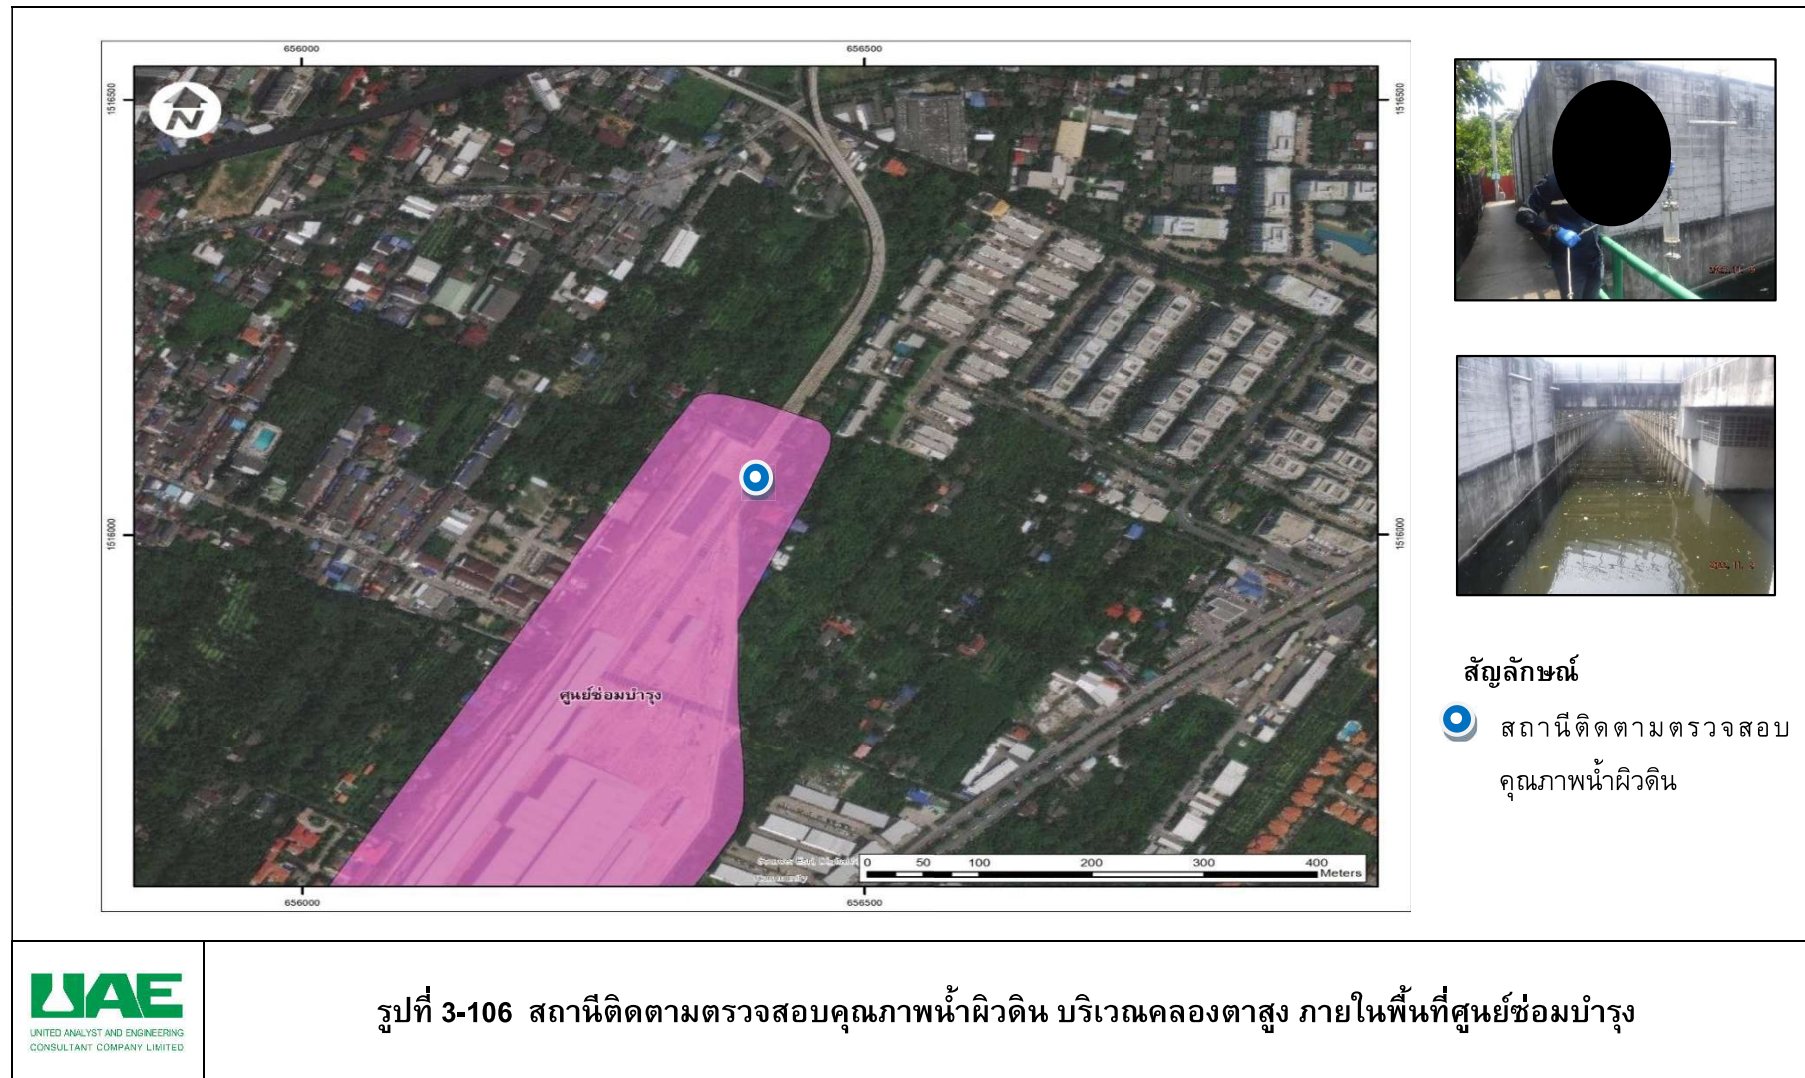 656000
656500
1516500
1516500
1516000
1516000
N
ศูนย์ซ่อมบำรุง
0 50 100 200 300 400
Meters
Community
656000
656500
สัญลักษณ์
สถานีติดตามตรวจสอบ
คุณภาพน้ำผิวดิน
UAE
UNITED ANALYST AND ENGINEERING
CONSULTANT COMPANY LIMITED
รูปที่ 3-106 สถานีติดตามตรวจสอบคุณภาพน้ำผิวดิน บริเวณคลองตาสูง ภายในพื้นที่ศูนย์ซ่อมบำรุง